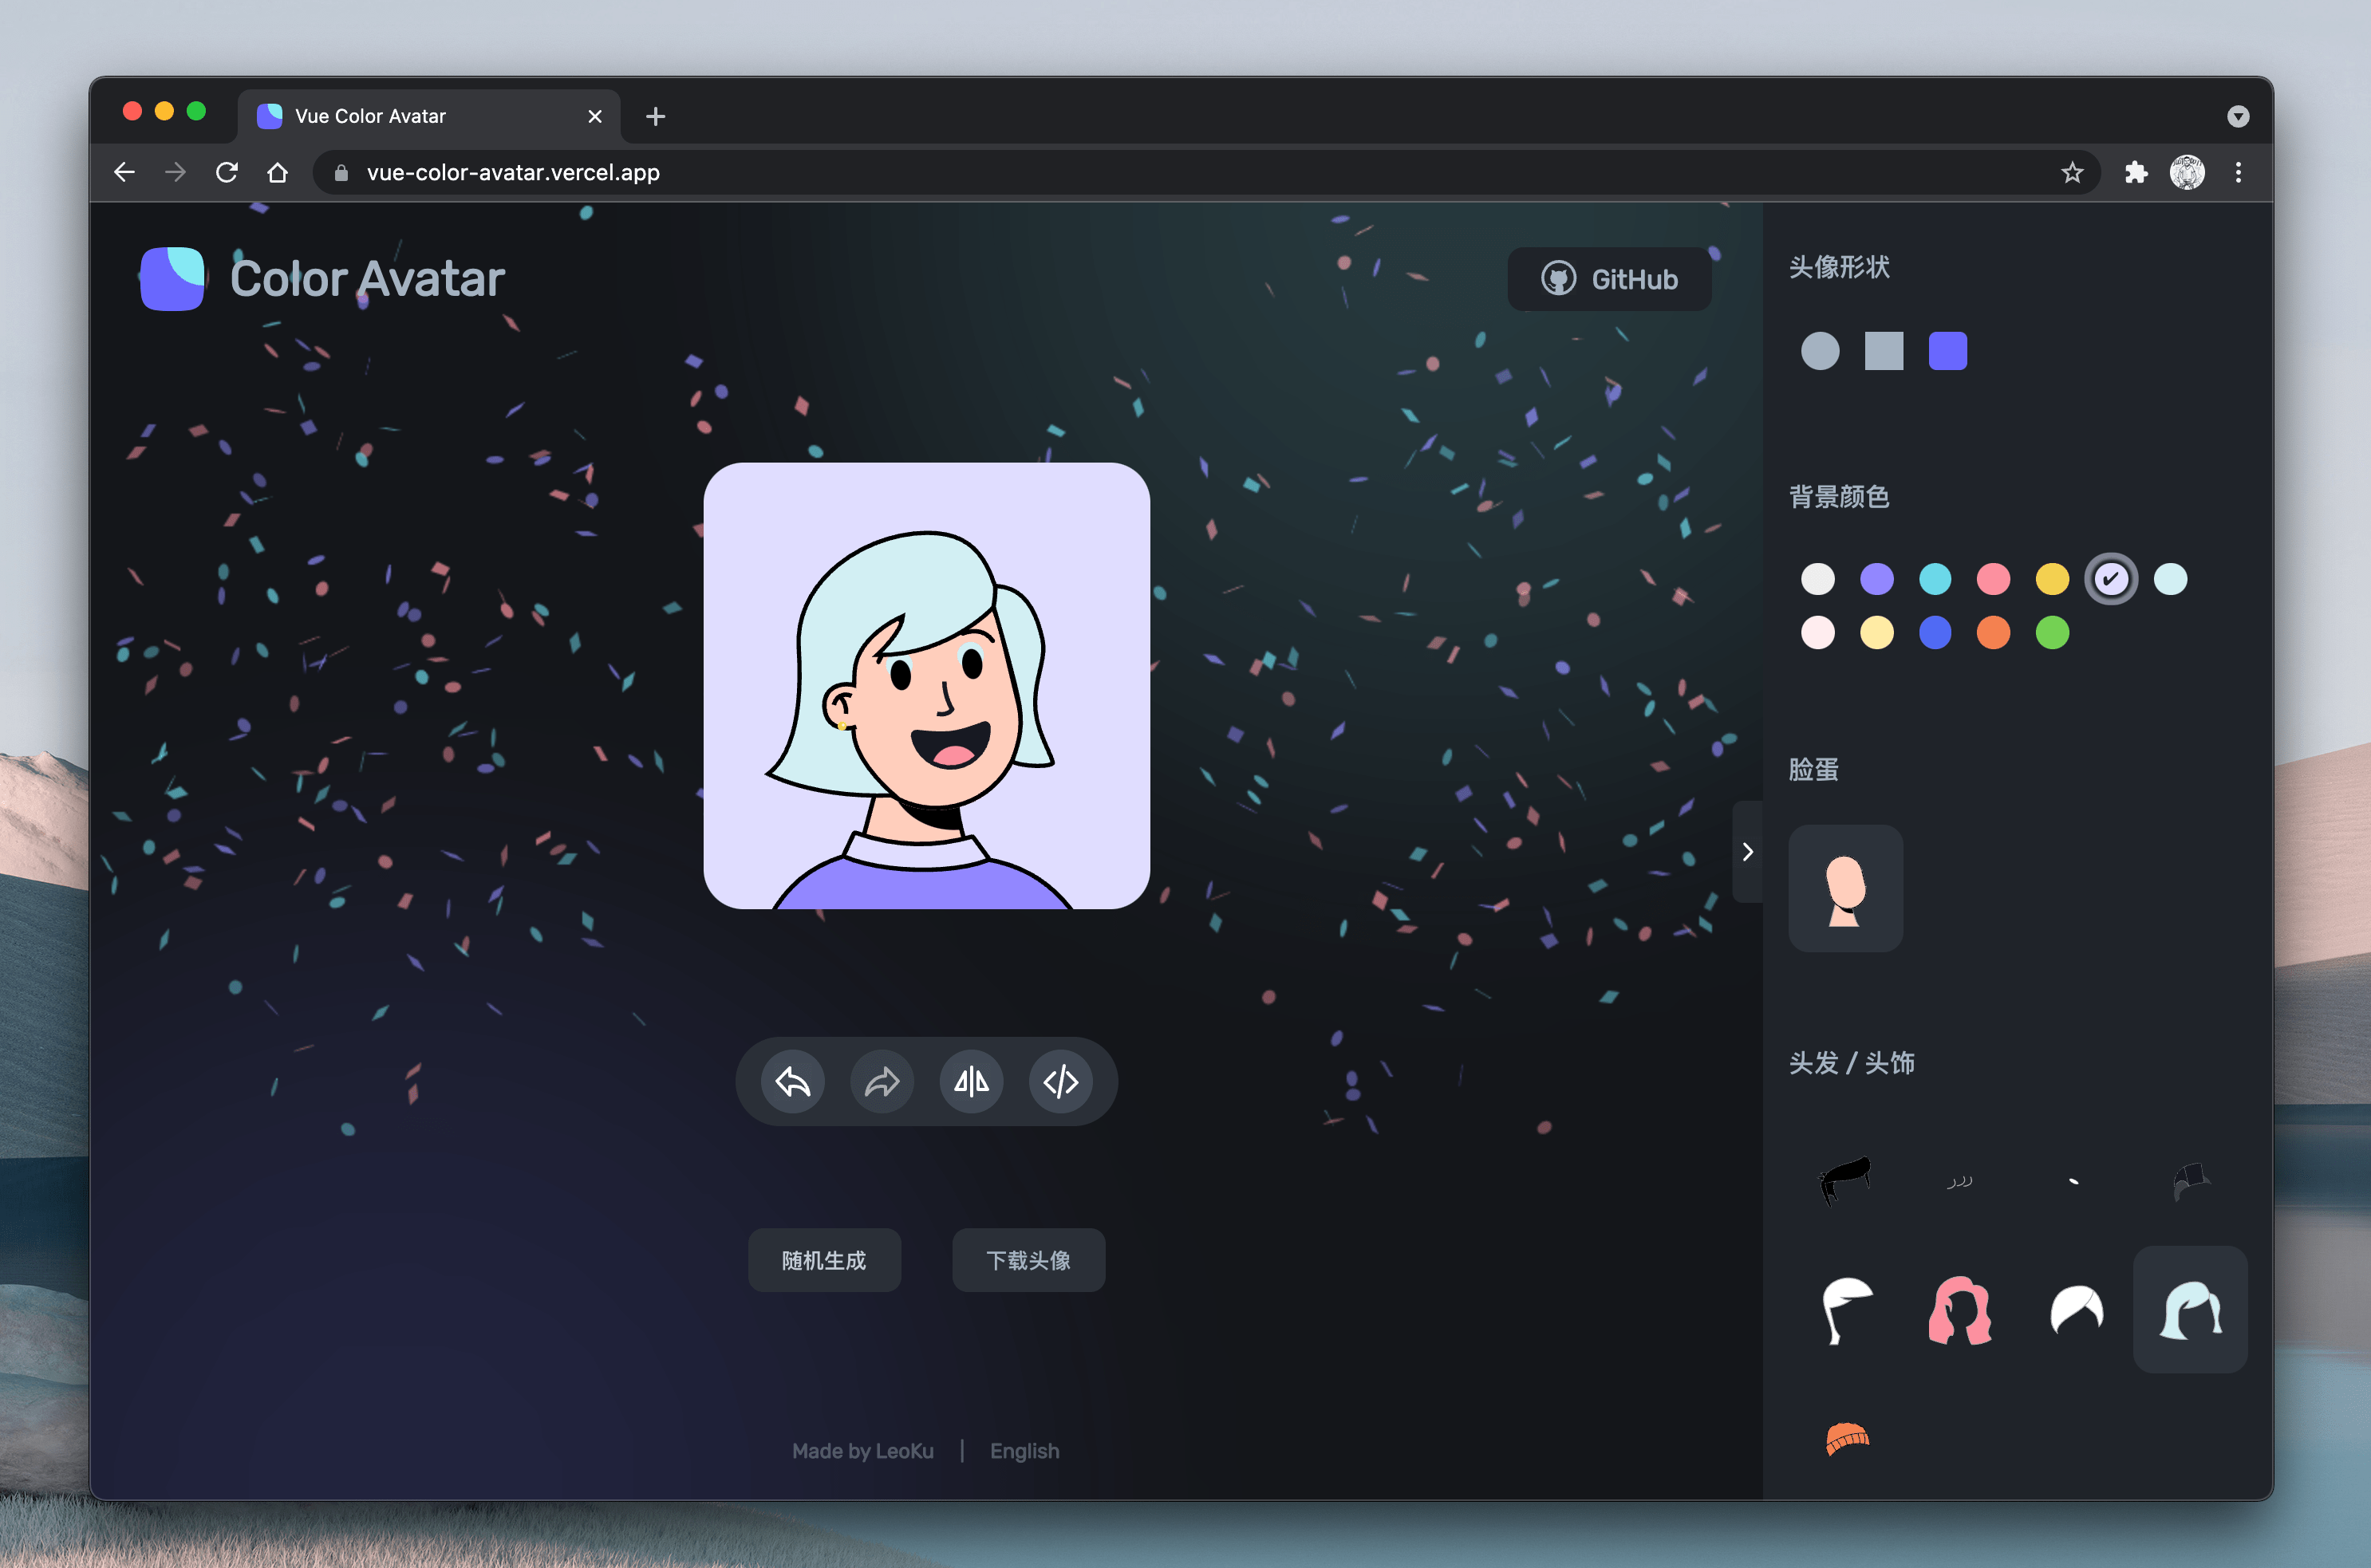 Vue Color Avatar
vue-color-avatar.vercel.app
Color Avatar
GitHub
头像形状
背景颜色
脸蛋
头发 / 头饰
随机生成
下载头像
Made by LeoKu | English